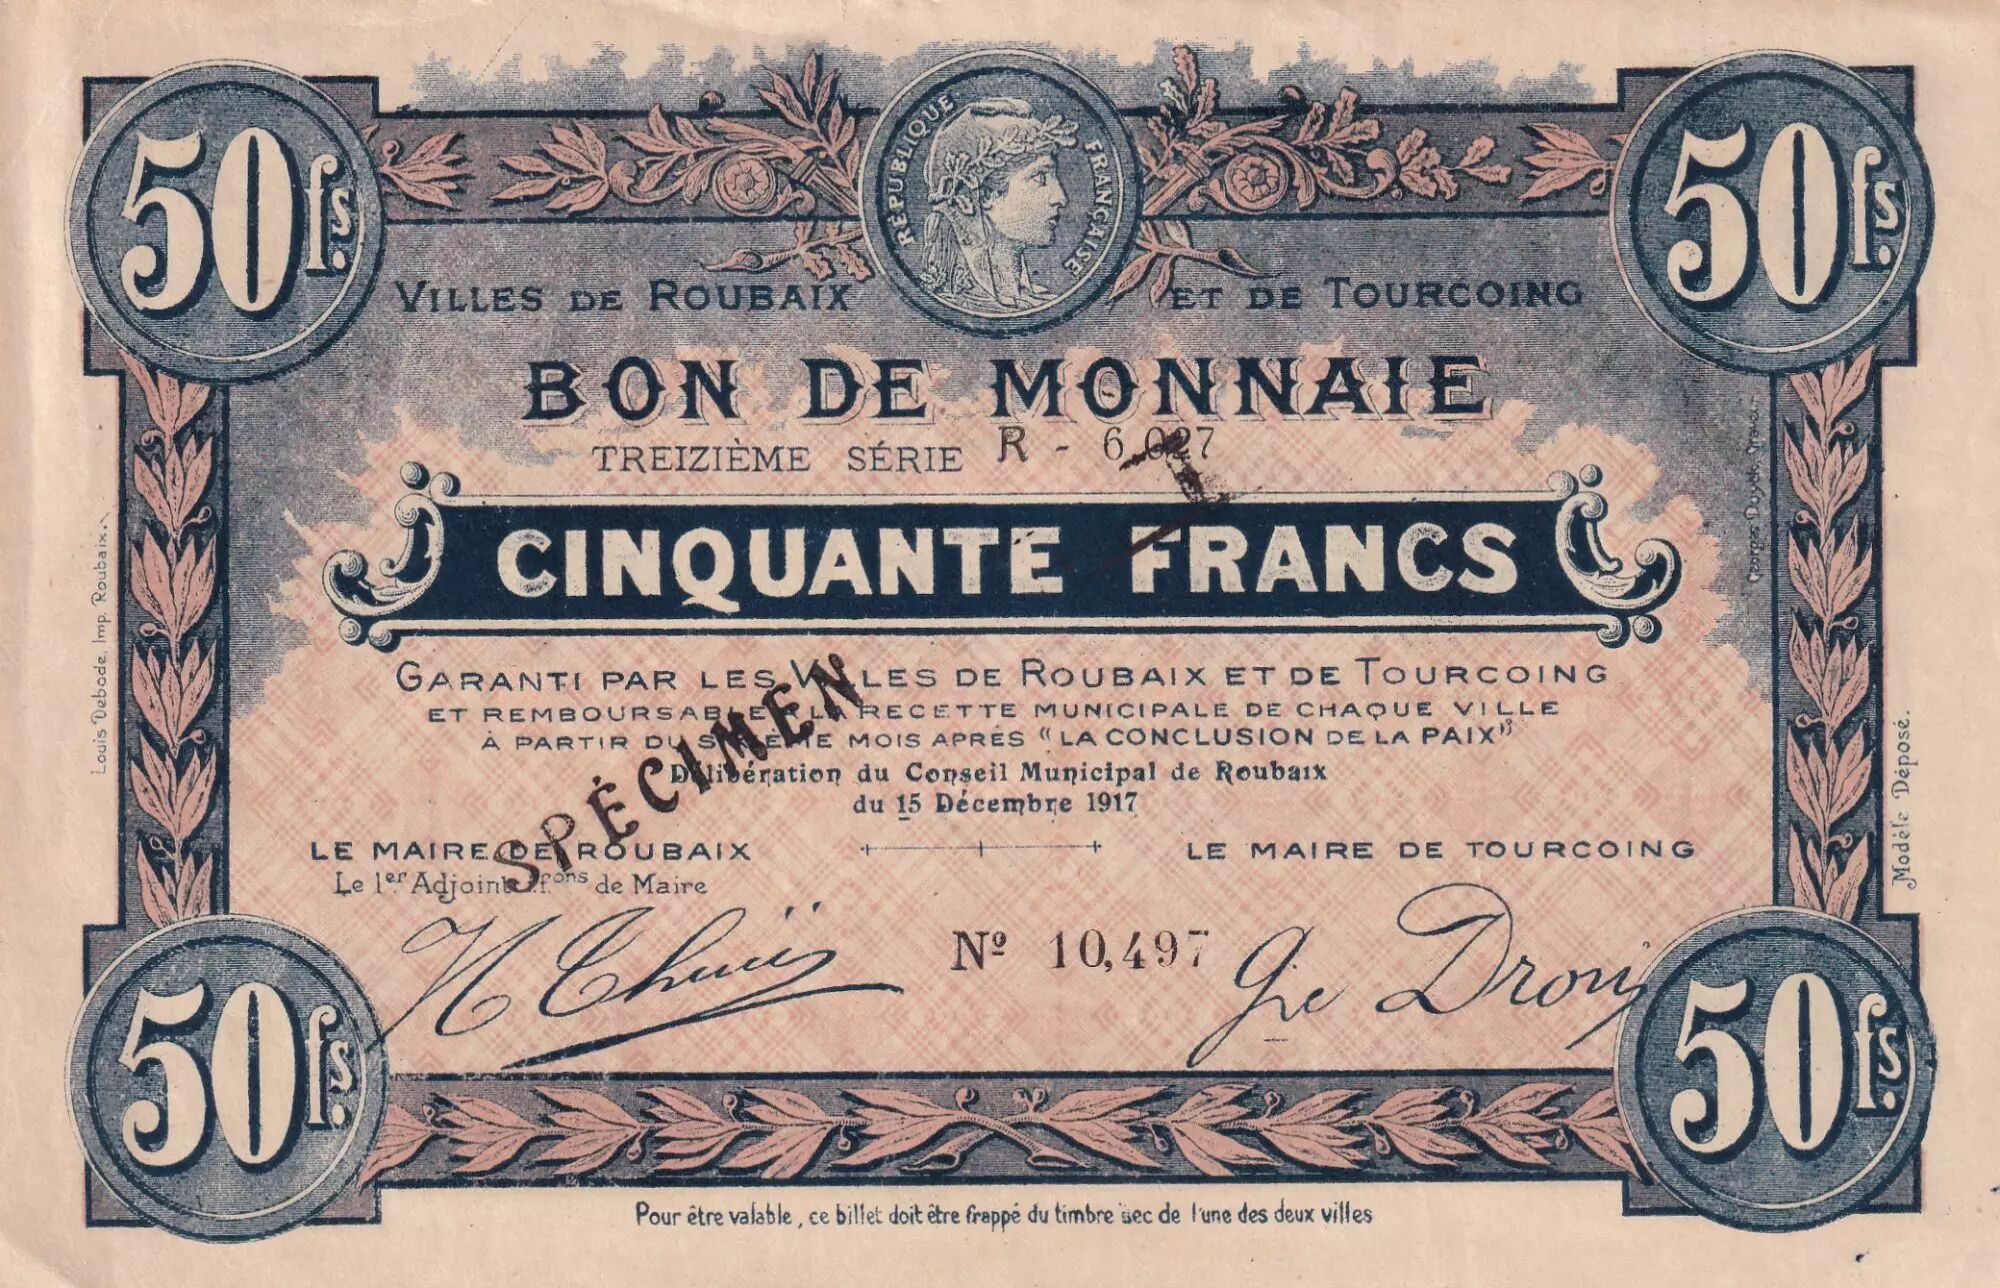 50 fs.
50 fs.
RÉPUBLIQUE FRANÇAISE
VILLES DE ROUBAIX ET DE TOURCOING
BON DE MONNAIE
TREIZIÈME SÉRIE R - 6.027
CINQUANTE FRANCS
GARANTI PAR LES VILLES DE ROUBAIX ET DE TOURCOING
ET REMBOURSABLE A LA RECETTE MUNICIPALE DE CHAQUE VILLE
À PARTIR DU SIXIÈME MOIS APRÈS "LA CONCLUSION DE LA PAIX"
SPÉCIMEN
Délibération du Conseil Municipal de Roubaix
du 15 Décembre 1917
LE MAIRE DE ROUBAIX
LE MAIRE DE TOURCOING
Le 1er Adjoint f.fons de Maire
Nº 10,497
50 fs.
50 fs.
Pour être valable, ce billet doit être frappé du timbre sec de l'une des deux villes
Louis Debode, Imp. Roubaix.
Modèle Déposé.